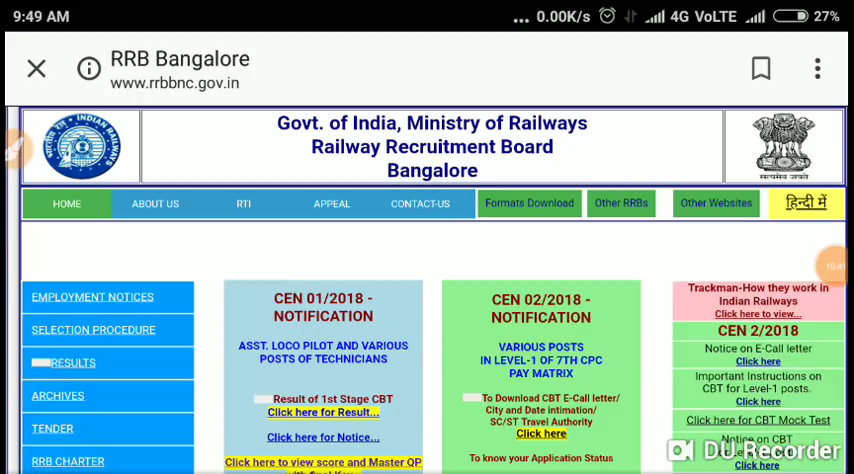 9:49 AM
... 0.00K/s 4G VoLTE 27%
RRB Bangalore
www.rrbbnc.gov.in
INDIAN RAILWAYS
भारतीय रेल
Govt. of India, Ministry of Railways
Railway Recruitment Board
Bangalore
सत्यमेव जयते
HOME
ABOUT US
RTI
APPEAL
CONTACT-US
Formats Download
Other RRBs
Other Websites
हिन्दी में
10:41
EMPLOYMENT NOTICES
SELECTION PROCEDURE
RESULTS
ARCHIVES
TENDER
RRB CHARTER
CEN 01/2018 -
NOTIFICATION
ASST. LOCO PILOT AND VARIOUS
POSTS OF TECHNICIANS
Result of 1st Stage CBT
Click here for Result...
Click here for Notice...
Click here to view score and Master QP
with final Key
CEN 02/2018 -
NOTIFICATION
VARIOUS POSTS
IN LEVEL-1 OF 7TH CPC
PAY MATRIX
To Download CBT E-Call letter/
City and Date intimation/
SC/ST Travel Authority
Click here
To know your Application Status
Trackman-How they work in
Indian Railways
Click here to view...
CEN 2/2018
Notice on E-Call letter
Click here
Important Instructions on
CBT for Level-1 posts.
Click here
Click here for CBT Mock Test
Notice on CBT
Click here
DU Recorder